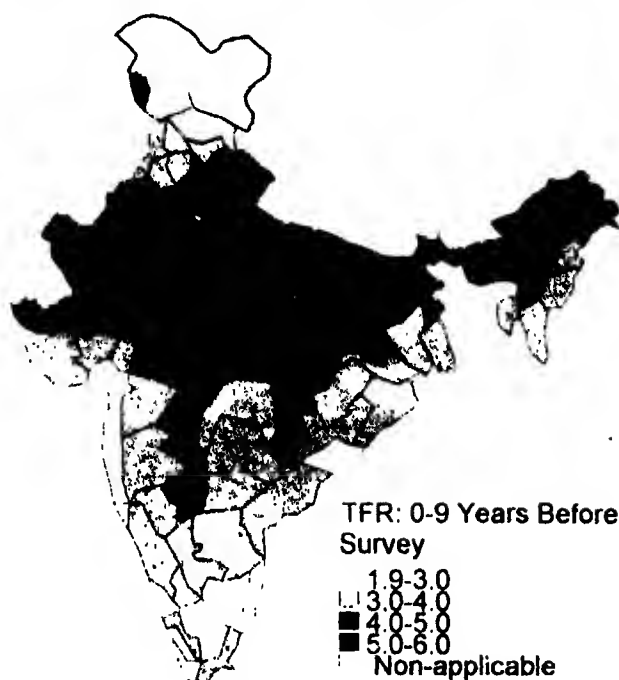 TFR: 0-9 Years Before
Survey
1.9-3.0
3.0-4.0
4.0-5.0
5.0-6.0
Non-applicable